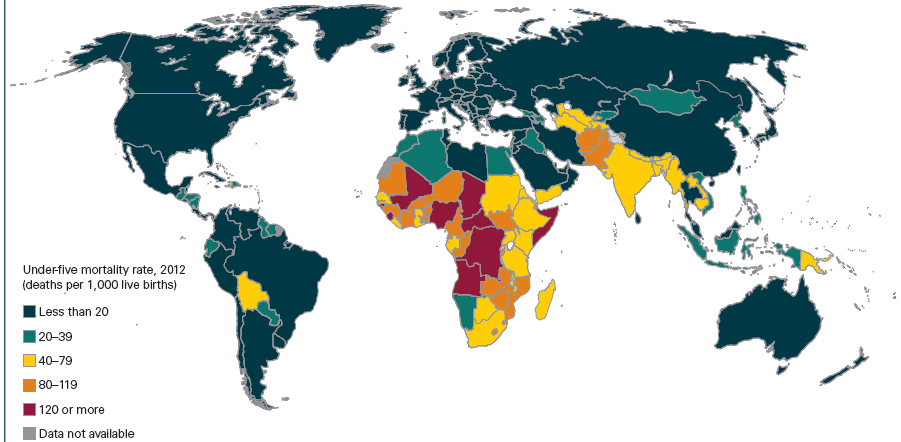 Under-five mortality rate, 2012
(deaths per 1,000 live births)
Less than 20
20–39
40–79
80–119
120 or more
Data not available